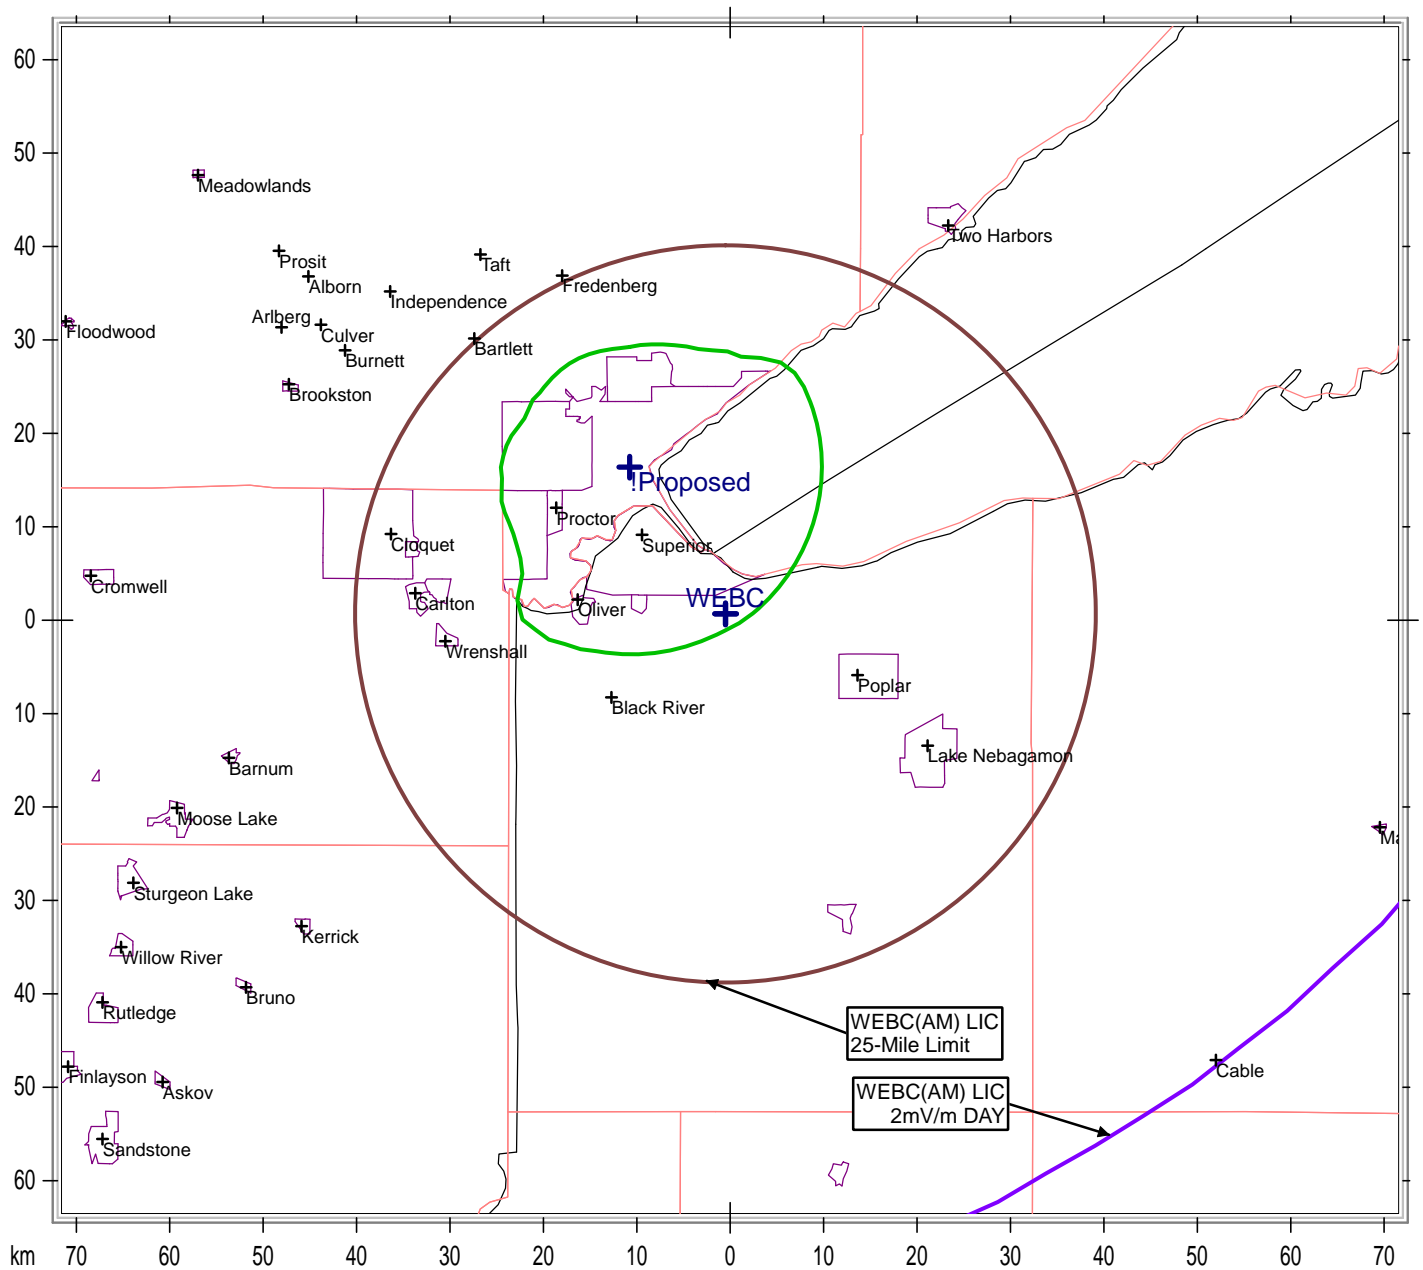 60
50
40
30
20
10
0
10
20
30
40
50
60
Meadowlands
Two Harbors
Prosit
Taft
Alborn
Fredenberg
Independence
Arlberg
Floodwood
Culver
Bartlett
Burnett
Brookston
!Proposed
Proctor
Cloquet
Superior
Cromwell
WEBC
Carlton
Oliver
Wrenshall
Poplar
Black River
Lake Nebagamon
Barnum
Moose Lake
Ma
Sturgeon Lake
Kerrick
Willow River
Bruno
Rutledge
WEBC(AM) LIC
25-Mile Limit
Finlayson
Cable
Askov
WEBC(AM) LIC
2mV/m DAY
Sandstone
km 70 60 50 40 30 20 10 0 10 20 30 40 50 60 70